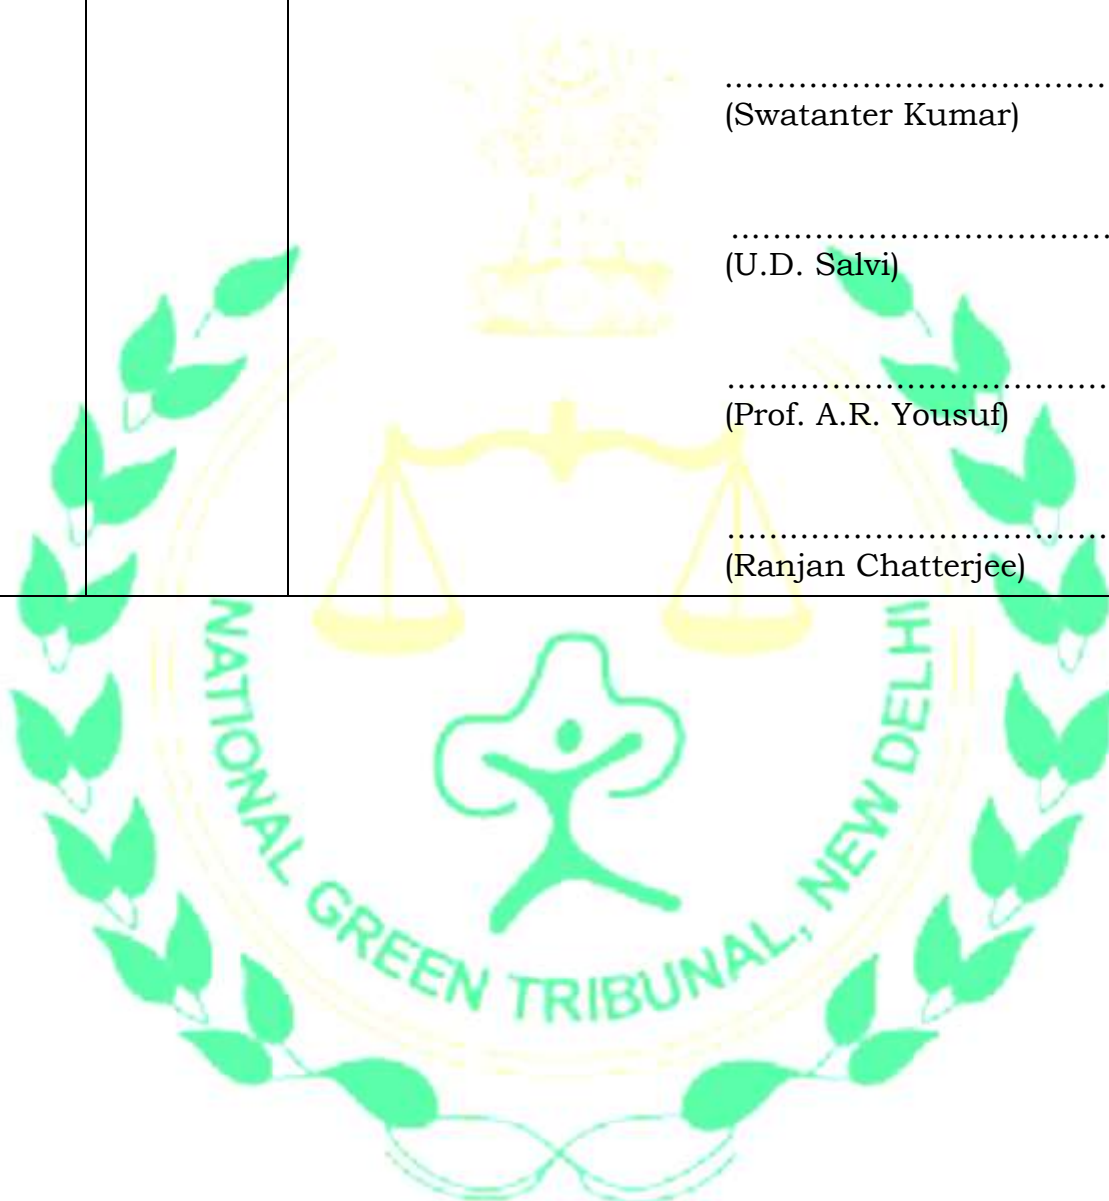 ......................................
(Swatanter Kumar)
......................................
(U.D. Salvi)
......................................
(Prof. A.R. Yousuf)
......................................
(Ranjan Chatterjee)
NATIONAL GREEN TRIBUNAL, NEW DELHI